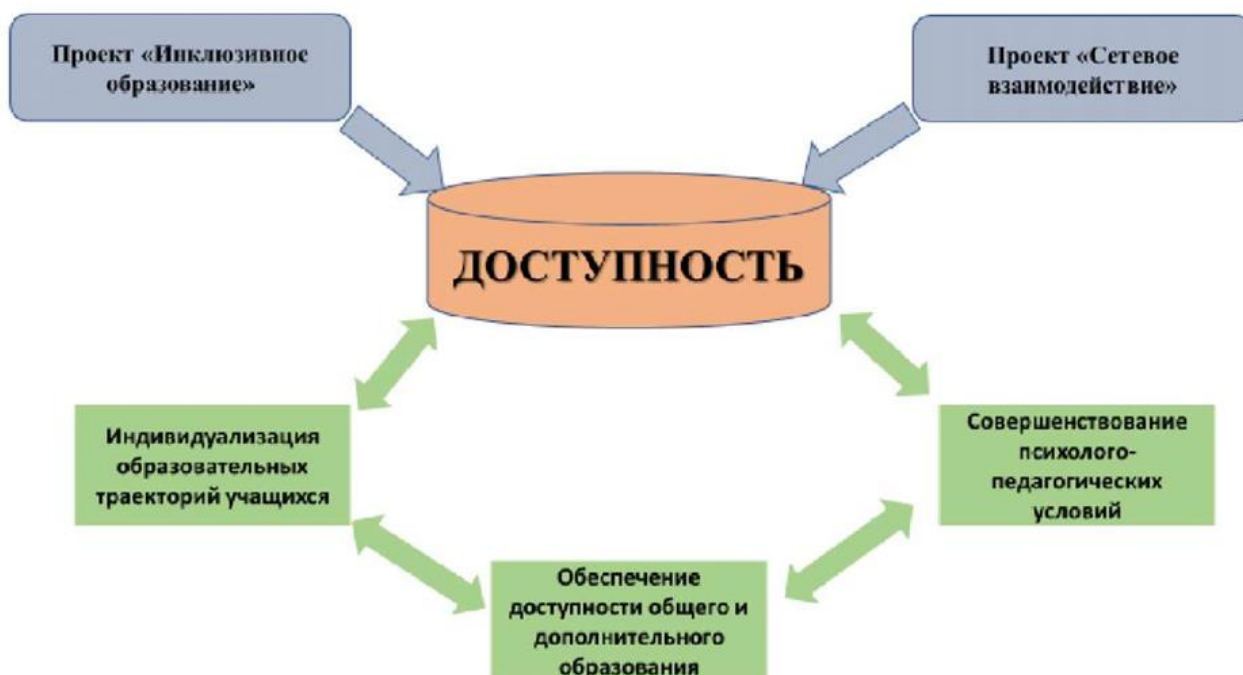 Проект «Инклюзивное
образование»
Проект «Сетевое
взаимодействие»
ДОСТУПНОСТЬ
Индивидуализация
образовательных
траекторий учащихся
Совершенствование
психолого-
педагогических
условий
Обеспечение
доступности общего и
дополнительного
образования